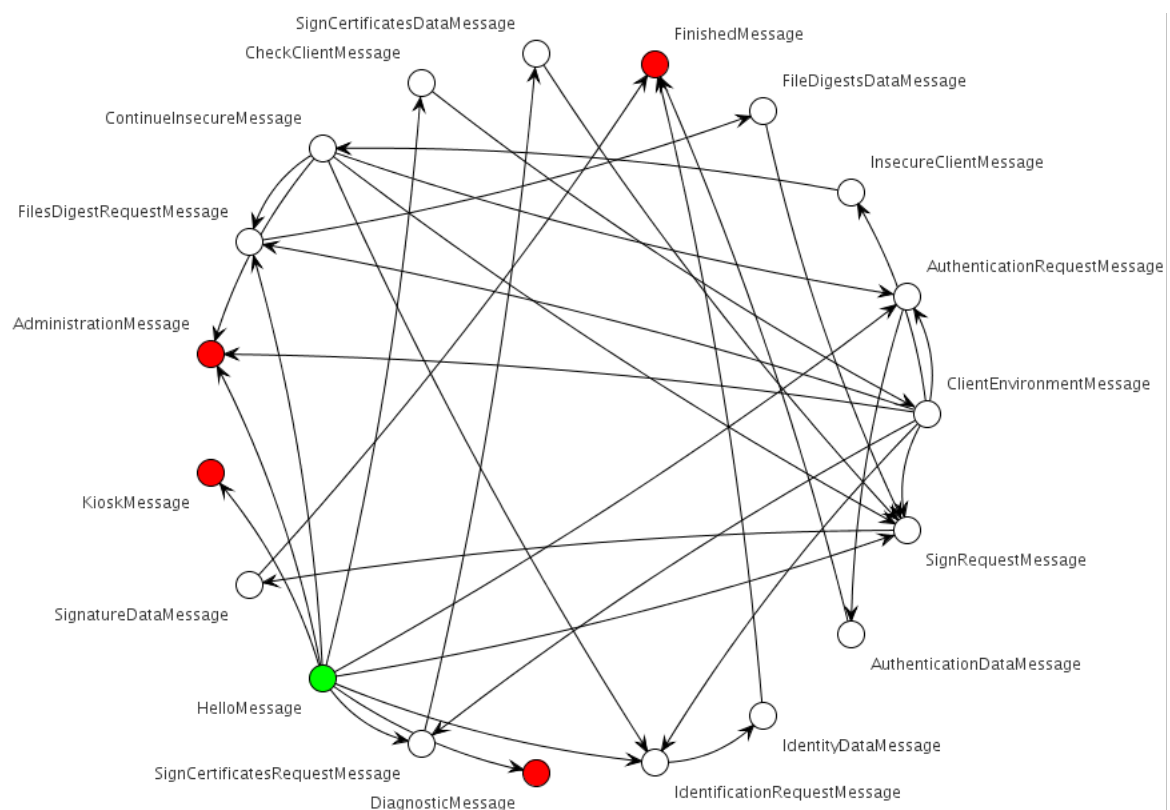 SignCertificatesDataMessage
FinishedMessage
CheckClientMessage
FileDigestsDataMessage
ContinueInsecureMessage
InsecureClientMessage
FilesDigestRequestMessage
AuthenticationRequestMessage
AdministrationMessage
ClientEnvironmentMessage
KioskMessage
SignRequestMessage
SignatureDataMessage
AuthenticationDataMessage
HelloMessage
IdentityDataMessage
SignCertificatesRequestMessage
IdentificationRequestMessage
DiagnosticMessage